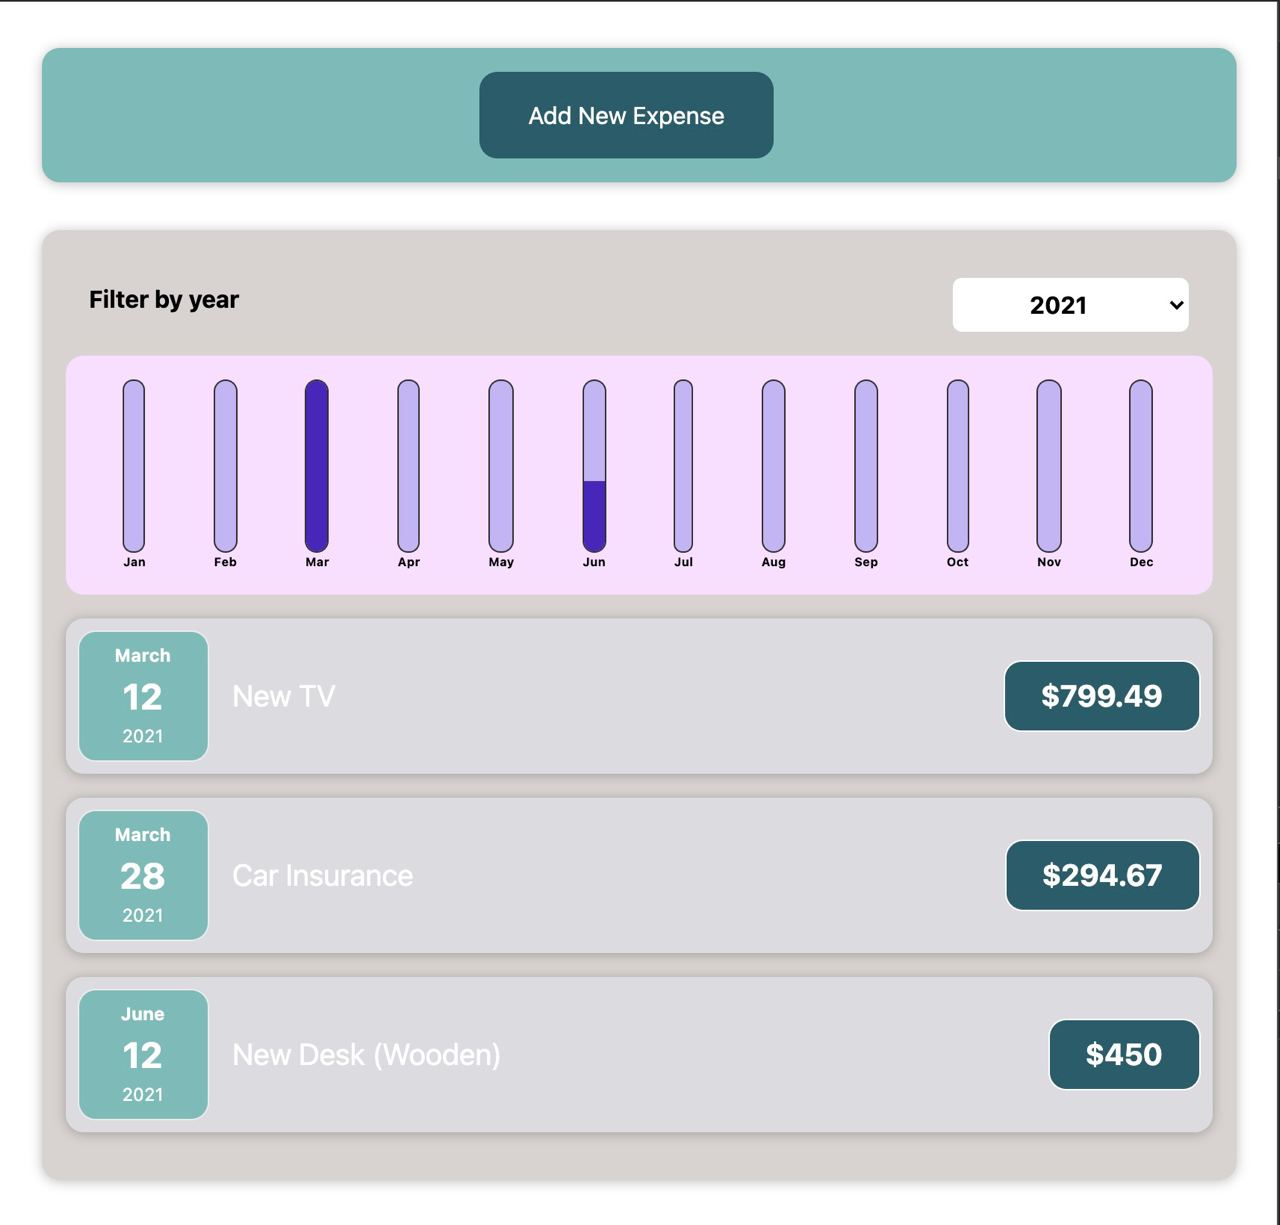 Add New Expense
Filter by year
2021
Jan Feb Mar Apr May Jun Jul Aug Sep Oct Nov Dec
March
12
2021
New TV
$799.49
March
28
2021
Car Insurance
$294.67
June
12
2021
New Desk (Wooden)
$450